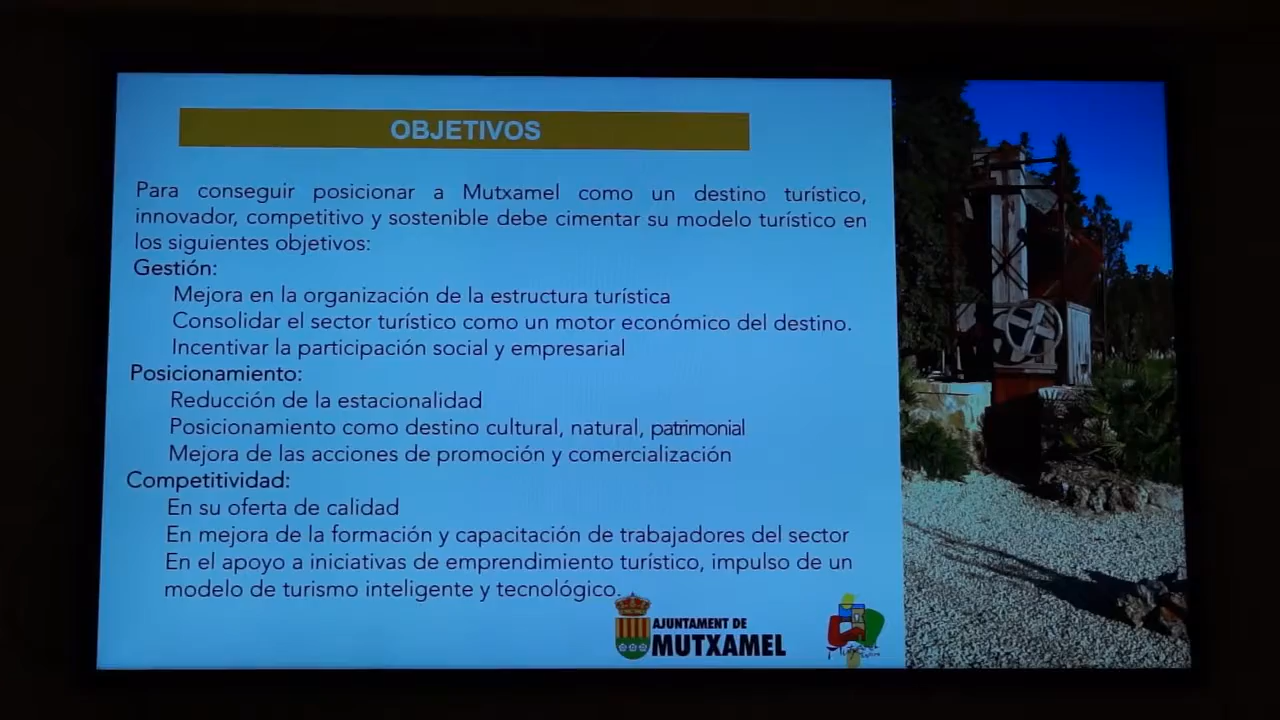 OBJETIVOS
Para conseguir posicionar a Mutxamel como un destino turístico,
innovador, competitivo y sostenible debe cimentar su modelo turístico en
los siguientes objetivos:
Gestión:
Mejora en la organización de la estructura turística
Consolidar el sector turístico como un motor económico del destino.
Incentivar la participación social y empresarial
Posicionamiento:
Reducción de la estacionalidad
Posicionamiento como destino cultural, natural, patrimonial
Mejora de las acciones de promoción y comercialización
Competitividad:
En su oferta de calidad
En mejora de la formación y capacitación de trabajadores del sector
En el apoyo a iniciativas de emprendimiento turístico, impulso de un
modelo de turismo inteligente y tecnológico.
AJUNTAMENT DE
MUTXAMEL